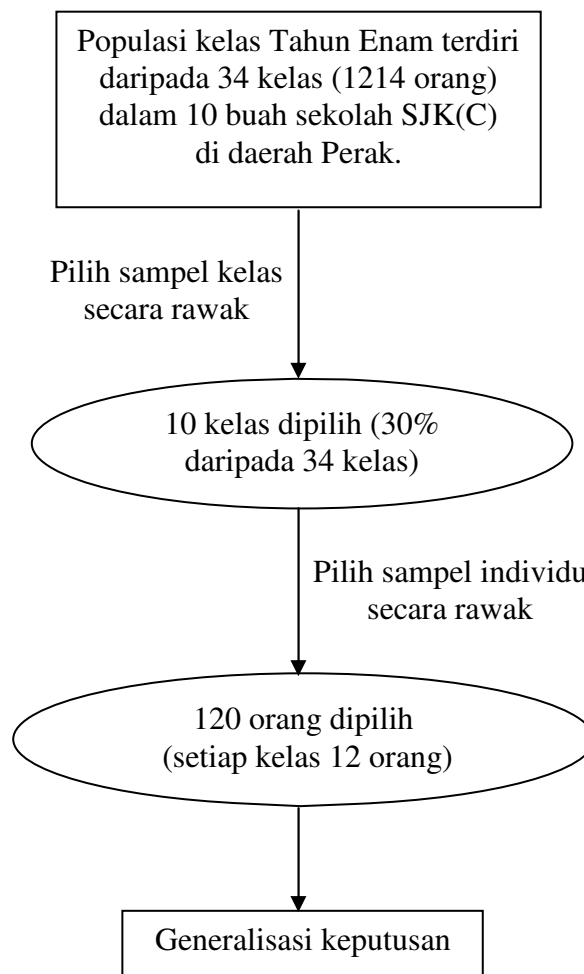 Populasi kelas Tahun Enam terdiri
daripada 34 kelas (1214 orang)
dalam 10 buah sekolah SJK(C)
di daerah Perak.
Pilih sampel kelas
secara rawak
10 kelas dipilih (30%
daripada 34 kelas)
Pilih sampel individu
secara rawak
120 orang dipilih
(setiap kelas 12 orang)
Generalisasi keputusan